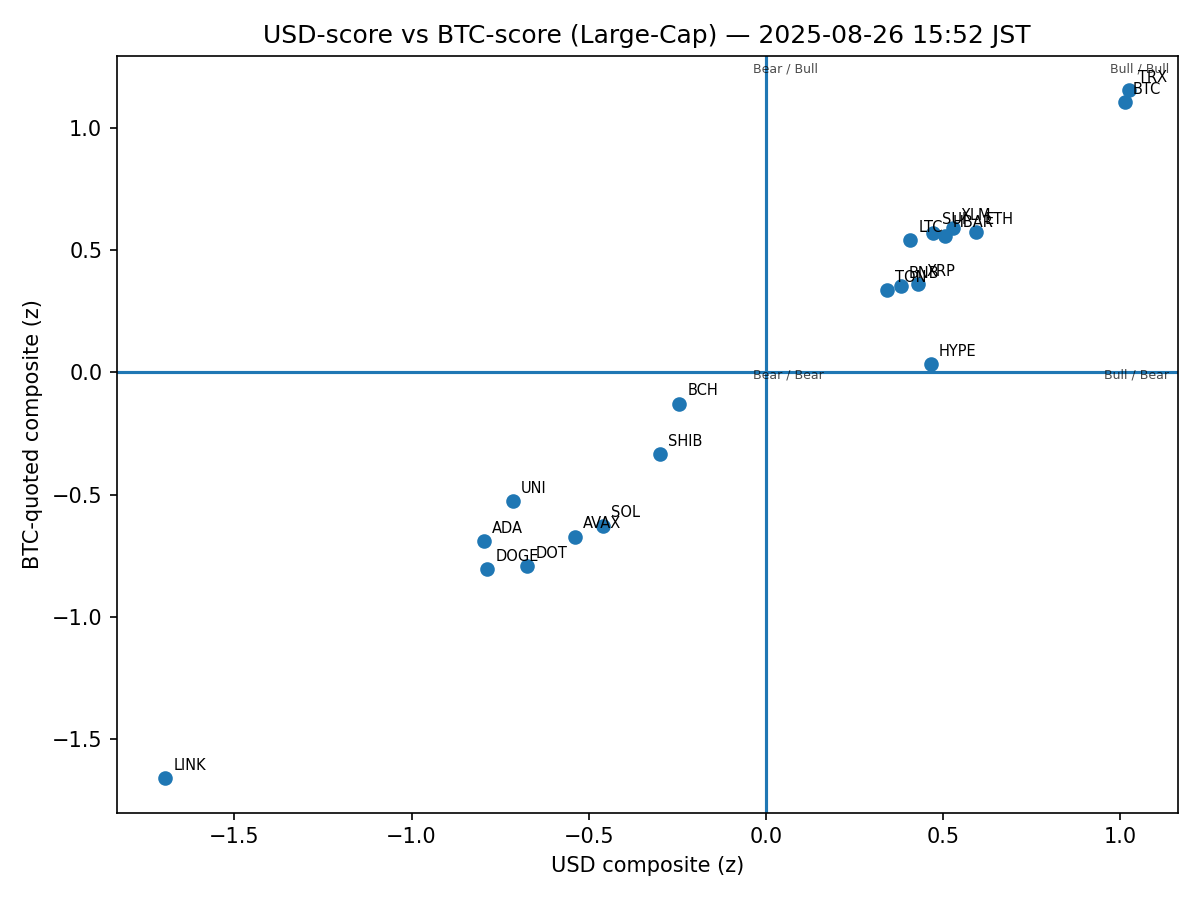 USD-score vs BTC-score (Large-Cap) — 2025-08-26 15:52 JST
Bear / Bull
Bull / Bull
TRX
BTC
XLM
SUI
ETH
HBAR
LTC
XRP
BNB
TON
HYPE
Bear / Bear
Bull / Bear
BCH
SHIB
UNI
SOL
AVAX
ADA
DOT
DOGE
LINK
1.0
0.5
0.0
−0.5
−1.0
−1.5
BTC-quoted composite (z)
−1.5
−1.0
−0.5
0.0
0.5
1.0
USD composite (z)